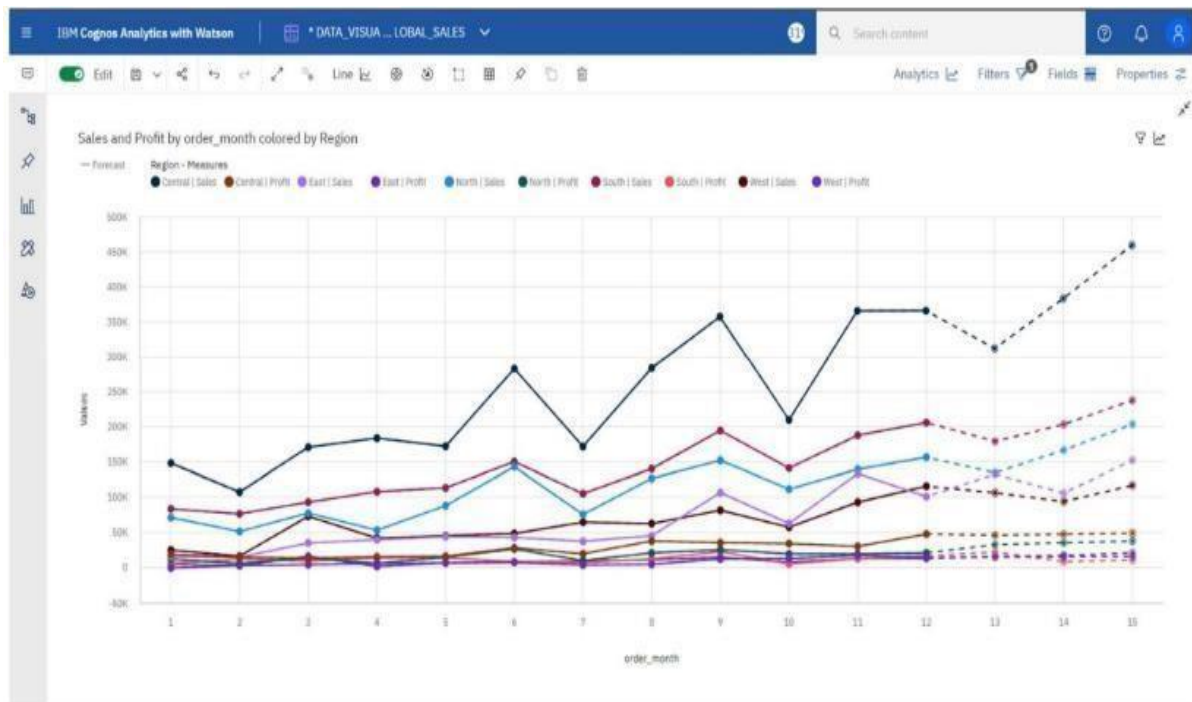 IBM Cognos Analytics with Watson
* DATA_VISUA ... LOBAL_SALES
Search content
Edit
Line
Analytics
Filters
1
Fields
Properties
Sales and Profit by order_month colored by Region
Forecast
Region - Measures
Central | Sales Central | Profit East | Sales East | Profit North | Sales North | Profit South | Sales South | Profit West | Sales West | Profit
500K
450K
400K
350K
300K
250K
200K
150K
100K
50K
0
-50K
Values
1 2 3 4 5 6 7 8 9 10 11 12 13 14 15
order_month